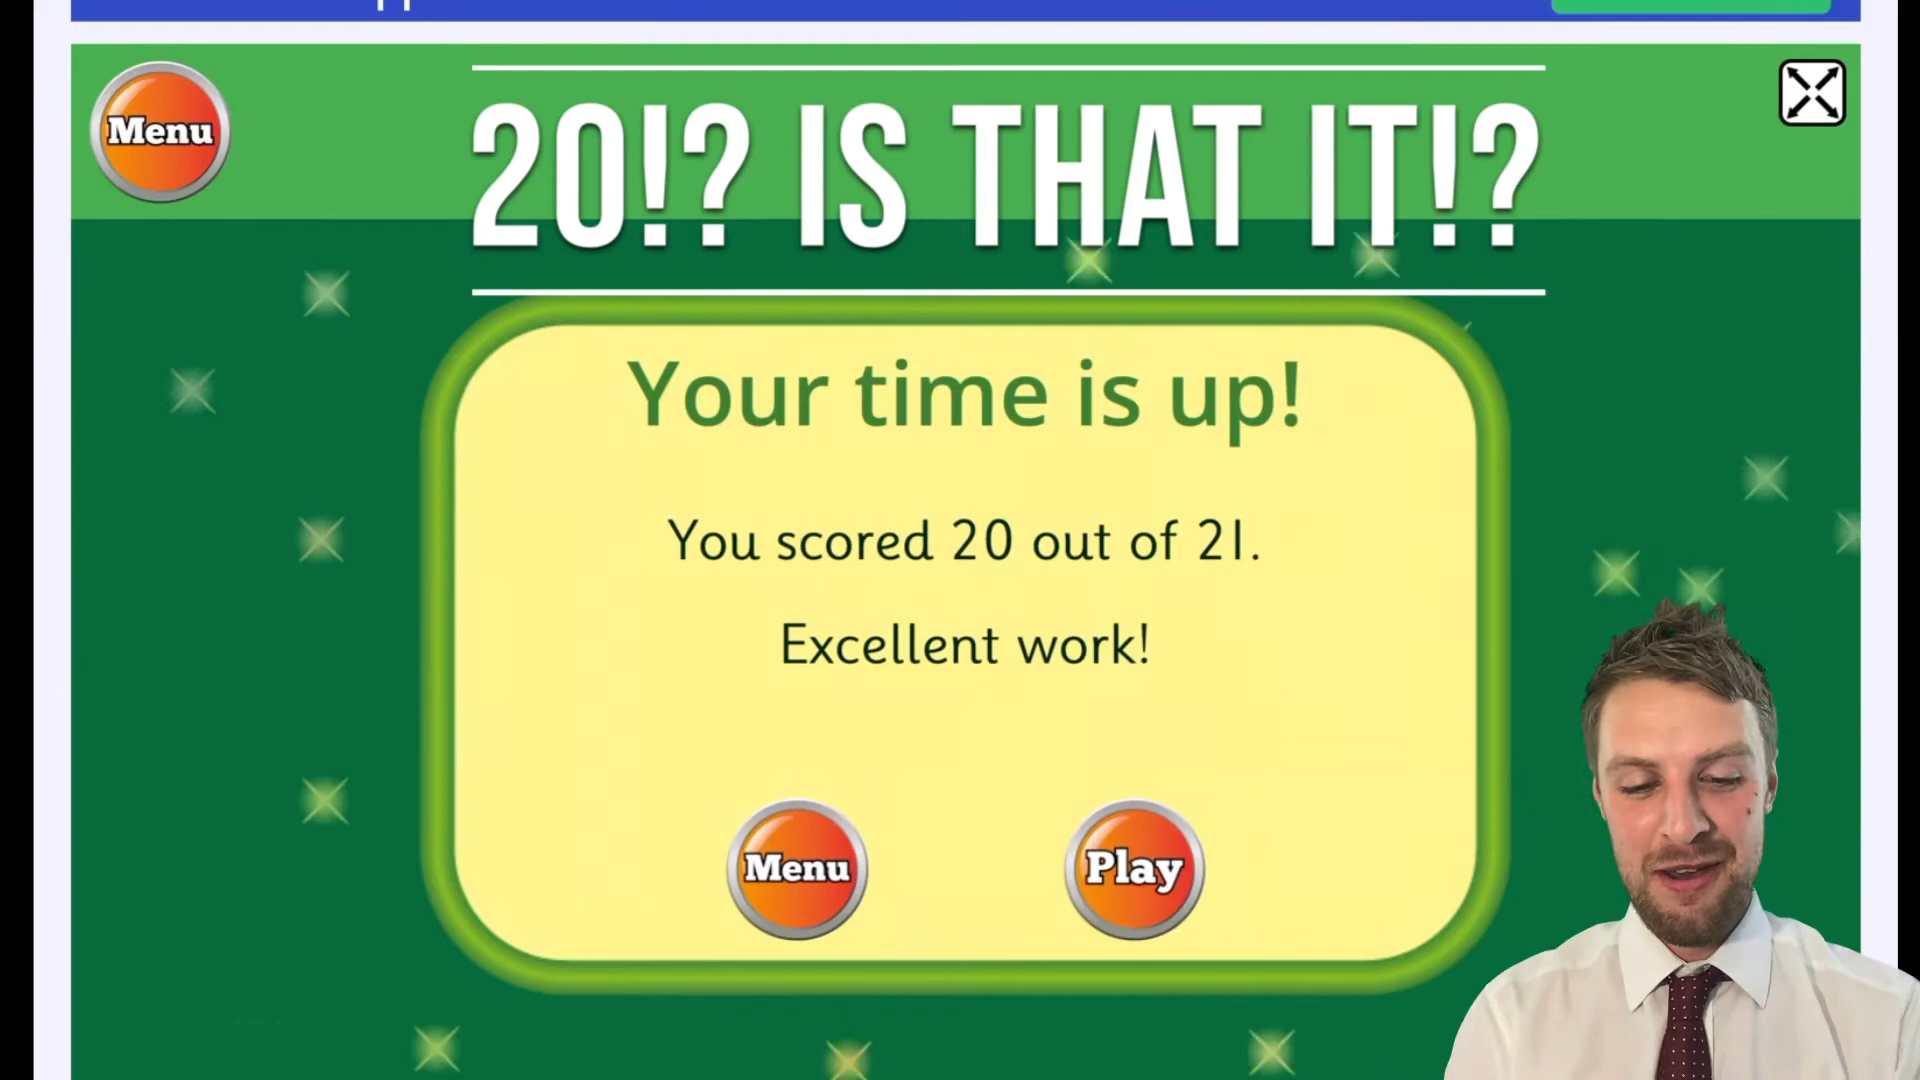 Menu
20!? IS THAT IT!?
Your time is up!
You scored 20 out of 21.
Excellent work!
Menu
Play